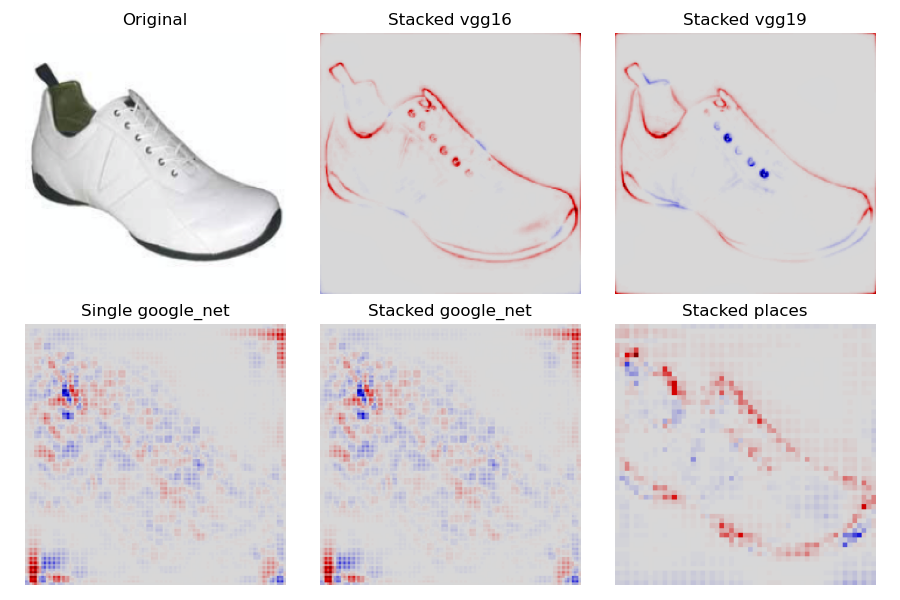 Original
Stacked vgg16
Stacked vgg19
Single google_net
Stacked google_net
Stacked places